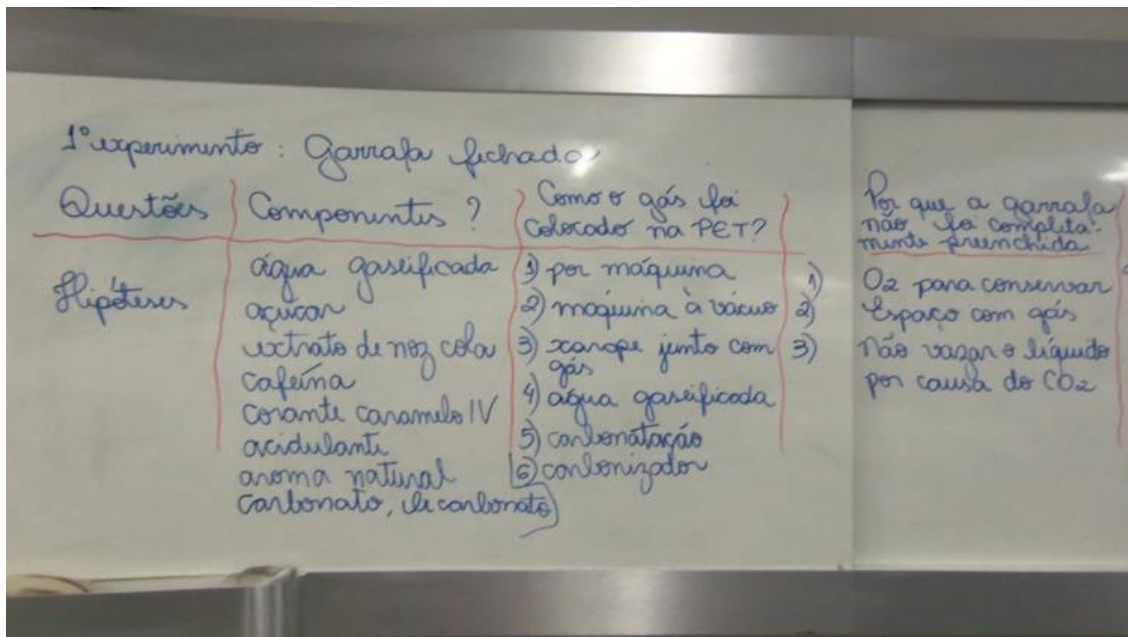 1º experimento : Garrafa fechada
Questões
Componentes ?
Como o gás foi
colocado na PET?
Por que a garrafa
não foi completa-
mente preenchida
Hipóteses
água gaseificada
açúcar
extrato de noz cola
cafeína
corante caramelo IV
acidulante
aroma natural
carbonato, bicarbonato
1) por máquina
2) máquina à vácuo
3) xarope junto com
gás
4) água gaseificada
5) carbonatação
6) carbonizador
1) O2 para conservar
2) Espaço com gás
3) Não vazar o líquido
por causa do CO2